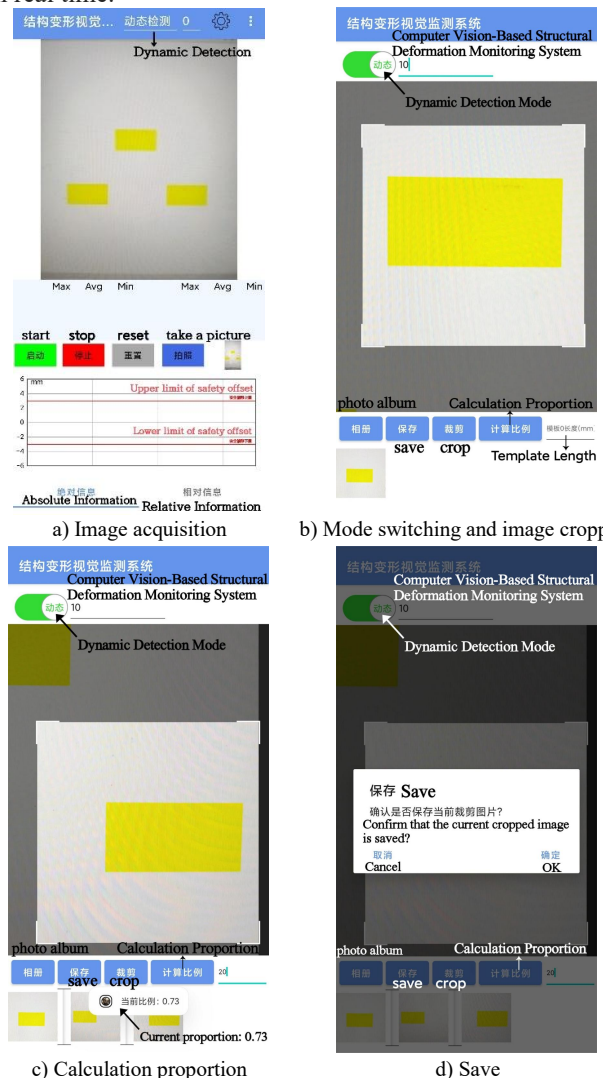 real time.
结构变形视觉... 动态检测 0
Dynamic Detection
Max Avg Min Max Avg Min
start stop reset take a picture
启动 停止 重置 拍照
6 mm
4
Upper limit of safety offset
2
0
-2
Lower limit of safety offset
-4
-6
绝对信息 相对信息
Absolute Information Relative Information
a) Image acquisition
结构变形视觉监测系统
Computer Vision-Based Structural
Deformation Monitoring System
动态 10
Dynamic Detection Mode
photo album Calculation Proportion
相册 保存 裁剪 计算比例 模板0长度(mm
save crop
Template Length
b) Mode switching and image cropp
结构变形视觉监测系统
Computer Vision-Based Structural
Deformation Monitoring System
动态 10
Dynamic Detection Mode
photo album Calculation Proportion
相册 保存 裁剪 计算比例 20
save crop
当前比例: 0.73
Current proportion: 0.73
c) Calculation proportion
结构变形视觉监测系统
Computer Vision-Based Structural
Deformation Monitoring System
动态 10
Dynamic Detection Mode
保存 Save
确认是否保存当前裁剪图片?
Confirm that the current cropped image
is saved?
取消 确定
Cancel OK
photo album Calculation Proportion
相册 保存 裁剪 计算比例 20
save crop
d) Save